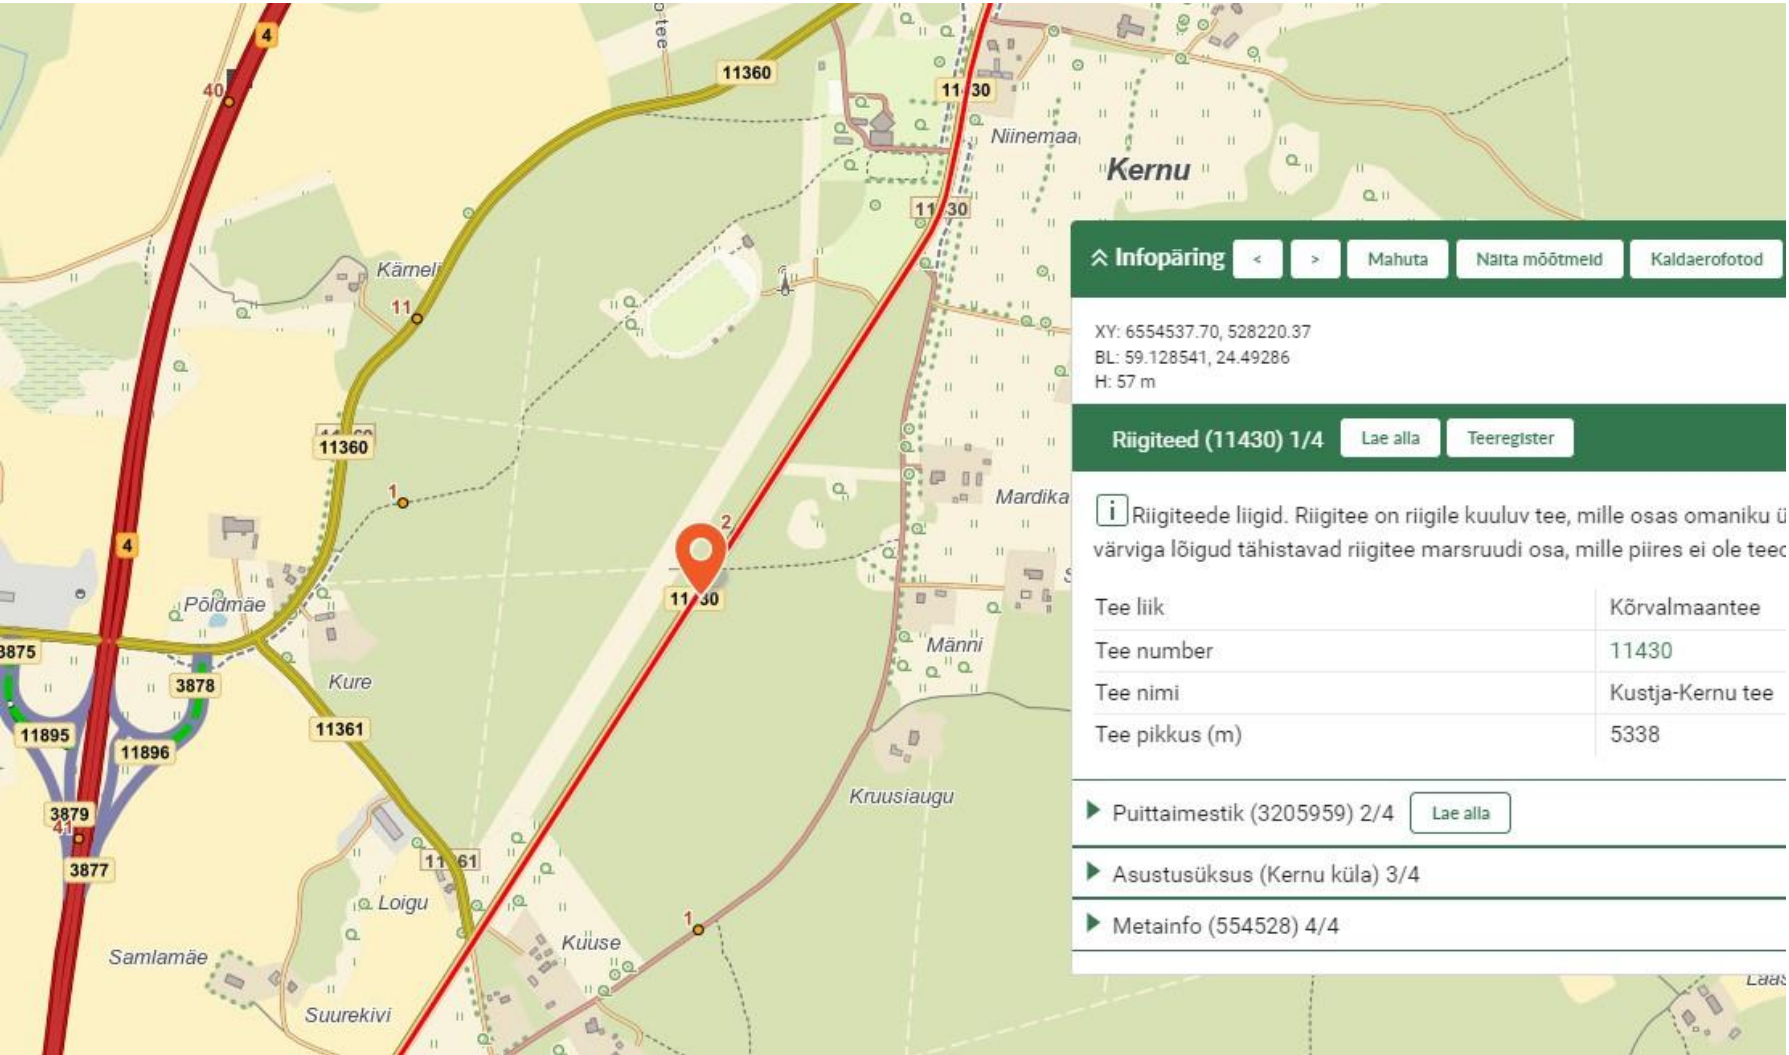 4
o-tee
40
11360
11430
Niinemaa
Kernu
11430
Kärneli
11
11360
1
Mardika
2
4
11430
Põldmäe
Männi
3875
3878
Kure
11361
11895
11896
Kruusiaugu
3879
41
3877
11361
Loigu
1
Kuuse
Samlamäe
Suurekivi
Laas
Infopäring
<
>
Mahuta
Näita mõõtmeid
Kaldaerofotod
XY: 6554537.70, 528220.37
BL: 59.128541, 24.49286
H: 57 m
Riigiteed (11430) 1/4
Lae alla
Teeregister
i Riigiteede liigid. Riigitee on riigile kuuluv tee, mille osas omaniku ü
värviga lõigud tähistavad riigitee marsruudi osa, mille piires ei ole teed
Tee liik Kõrvalmaantee
Tee number 11430
Tee nimi Kustja-Kernu tee
Tee pikkus (m) 5338
Puittaimestik (3205959) 2/4 Lae alla
Asustusüksus (Kernu küla) 3/4
Metainfo (554528) 4/4